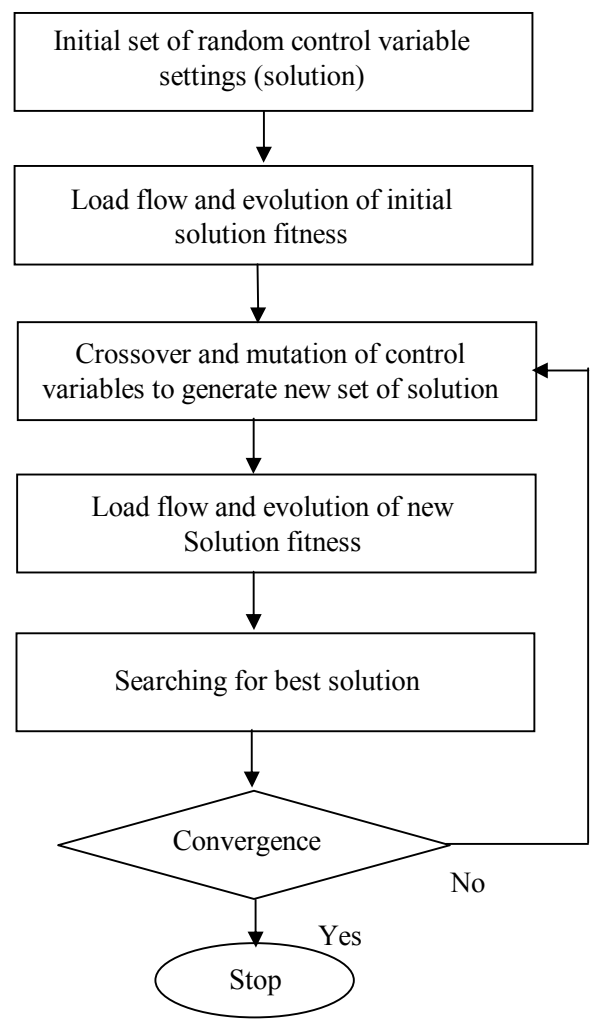 Initial set of random control variable
settings (solution)
Load flow and evolution of initial
solution fitness
Crossover and mutation of control
variables to generate new set of solution
Load flow and evolution of new
Solution fitness
Searching for best solution
Convergence
No
Yes
Stop